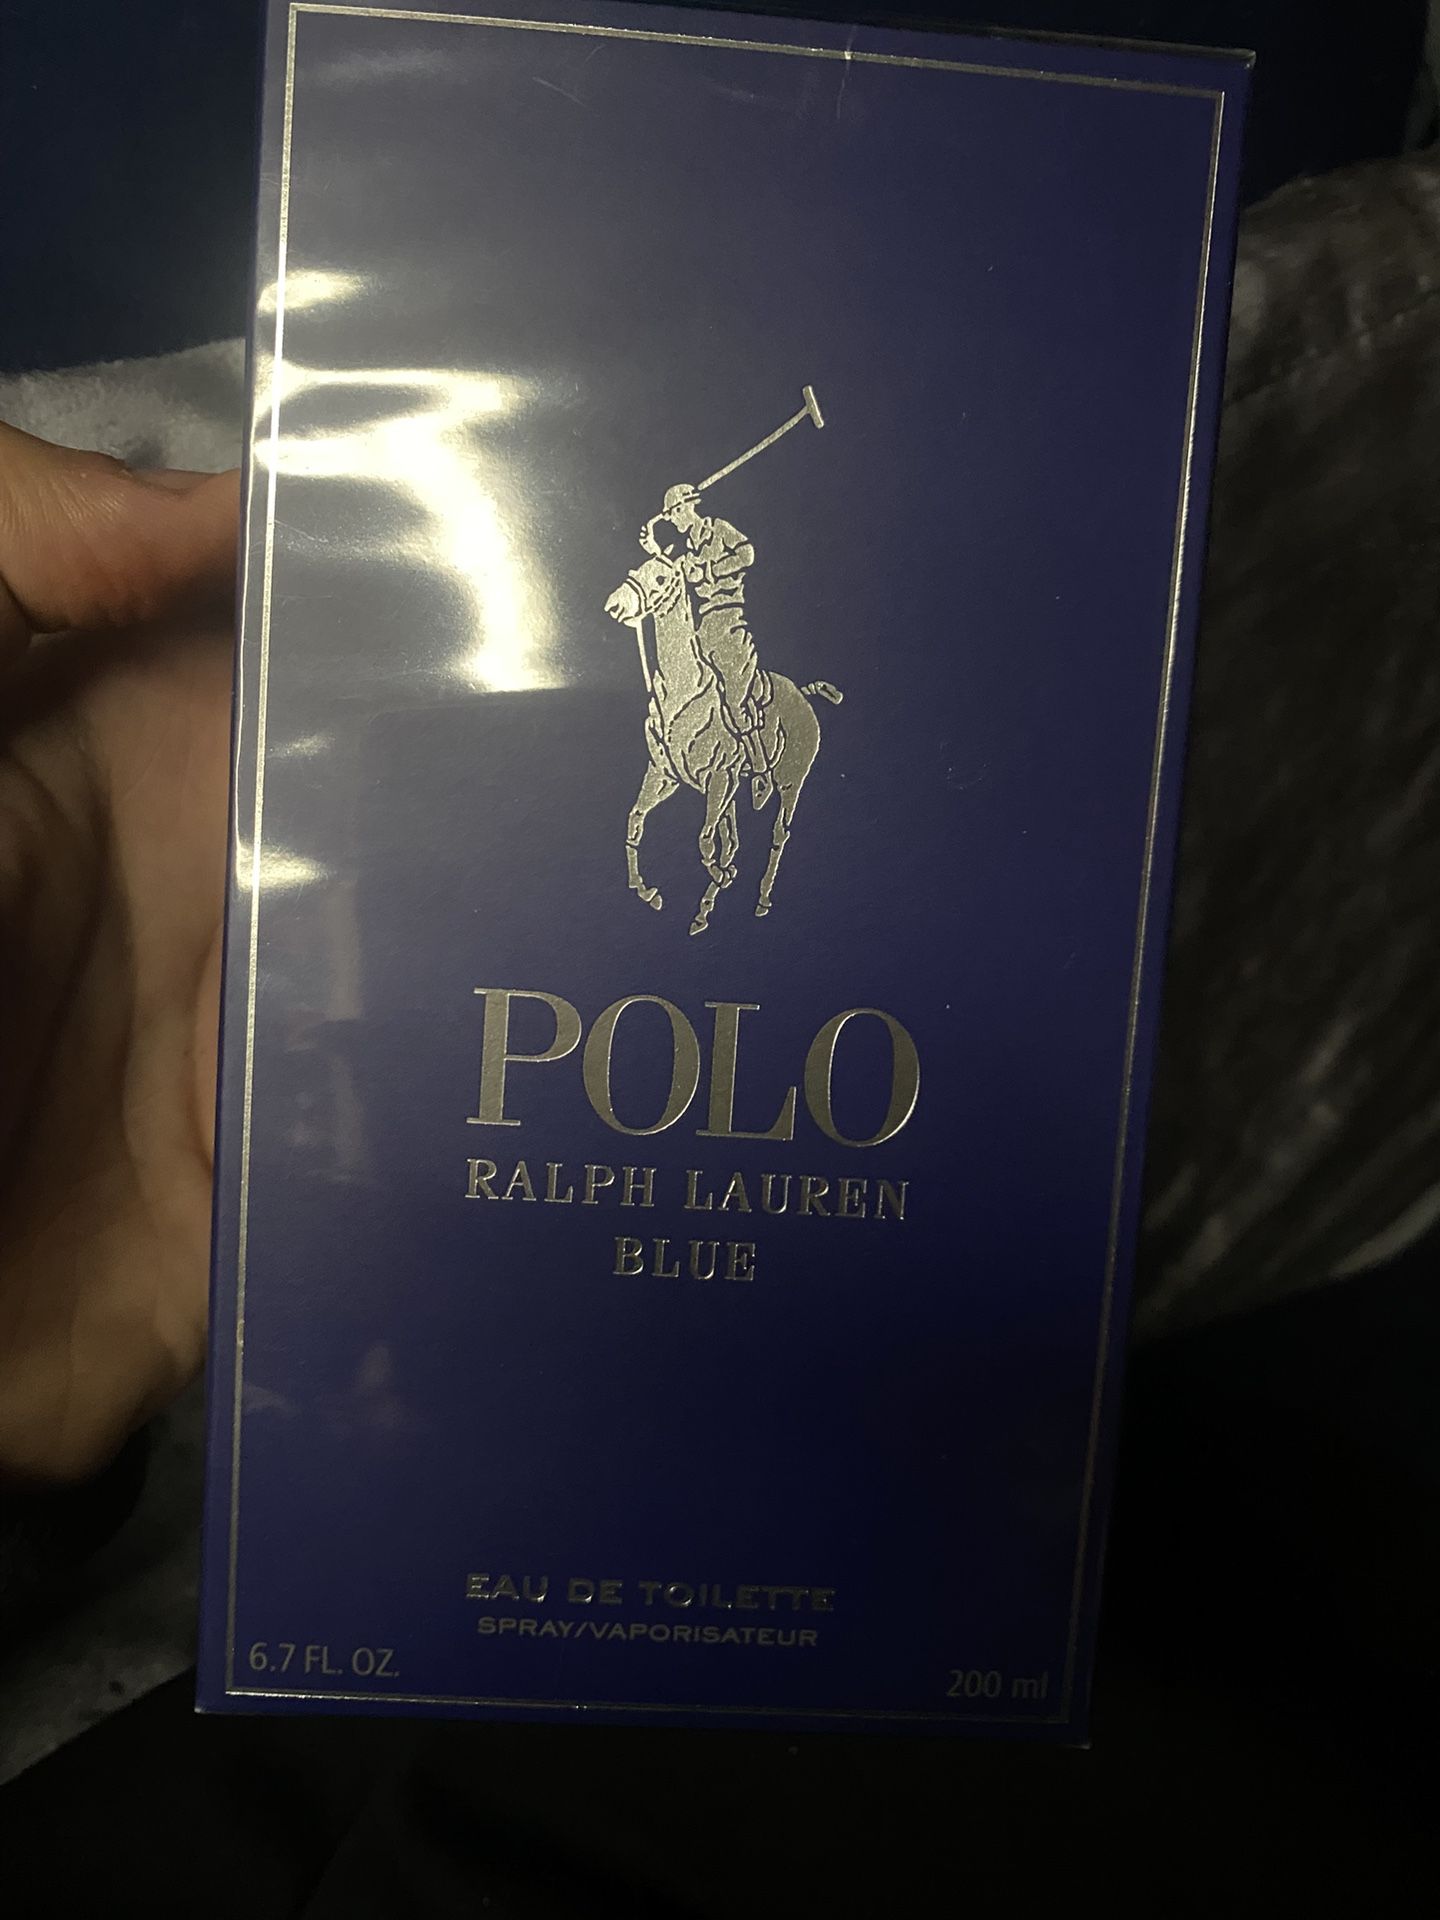 POLO
RALPH LAUREN
BLUE
EAU DE TOILETTE
SPRAY/VAPORISATEUR
6.7 FL. OZ.
200 ml